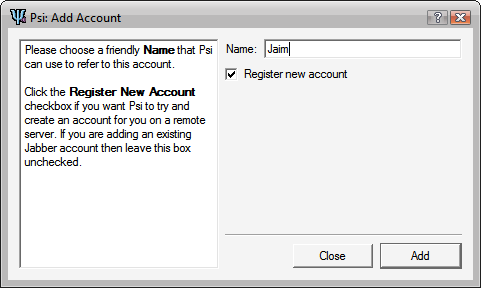 Psi: Add Account
Please choose a friendly Name that Psi
can use to refer to this account.
Click the Register New Account
checkbox if you want Psi to try and
create an account for you on a remote
server. If you are adding an existing
Jabber account then leave this box
unchecked.
Name: Jaim
Register new account
Close Add